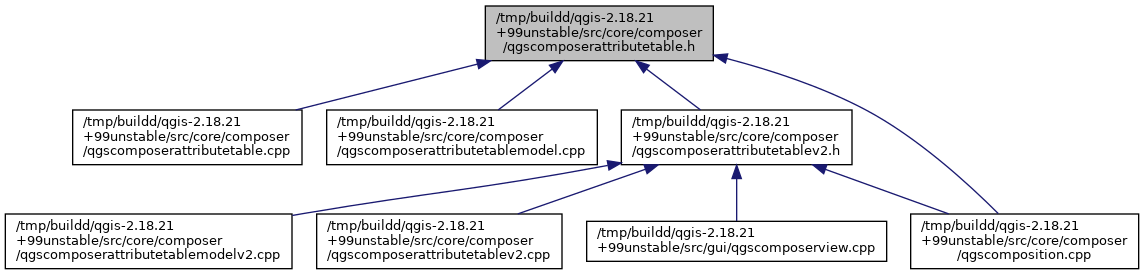 /tmp/buildd/qgis-2.18.21
+99unstable/src/core/composer
/qgscomposerattributetable.h
/tmp/buildd/qgis-2.18.21
+99unstable/src/core/composer
/qgscomposerattributetable.cpp
/tmp/buildd/qgis-2.18.21
+99unstable/src/core/composer
/qgscomposerattributetablemodel.cpp
/tmp/buildd/qgis-2.18.21
+99unstable/src/core/composer
/qgscomposerattributetablev2.h
/tmp/buildd/qgis-2.18.21
+99unstable/src/core/composer
/qgscomposerattributetablemodelv2.cpp
/tmp/buildd/qgis-2.18.21
+99unstable/src/core/composer
/qgscomposerattributetablev2.cpp
/tmp/buildd/qgis-2.18.21
+99unstable/src/gui/qgscomposerview.cpp
/tmp/buildd/qgis-2.18.21
+99unstable/src/core/composer
/qgscomposition.cpp